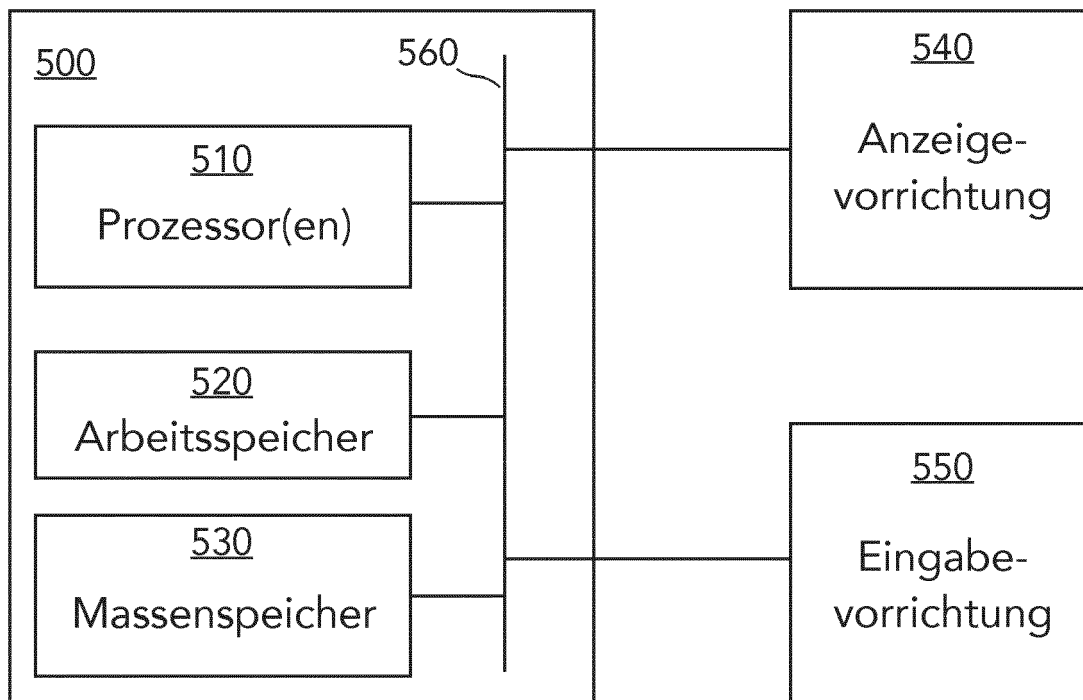 500
560
510
Prozessor(en)
520
Arbeitsspeicher
530
Massenspeicher
540
Anzeige-
vorrichtung
550
Eingabe-
vorrichtung